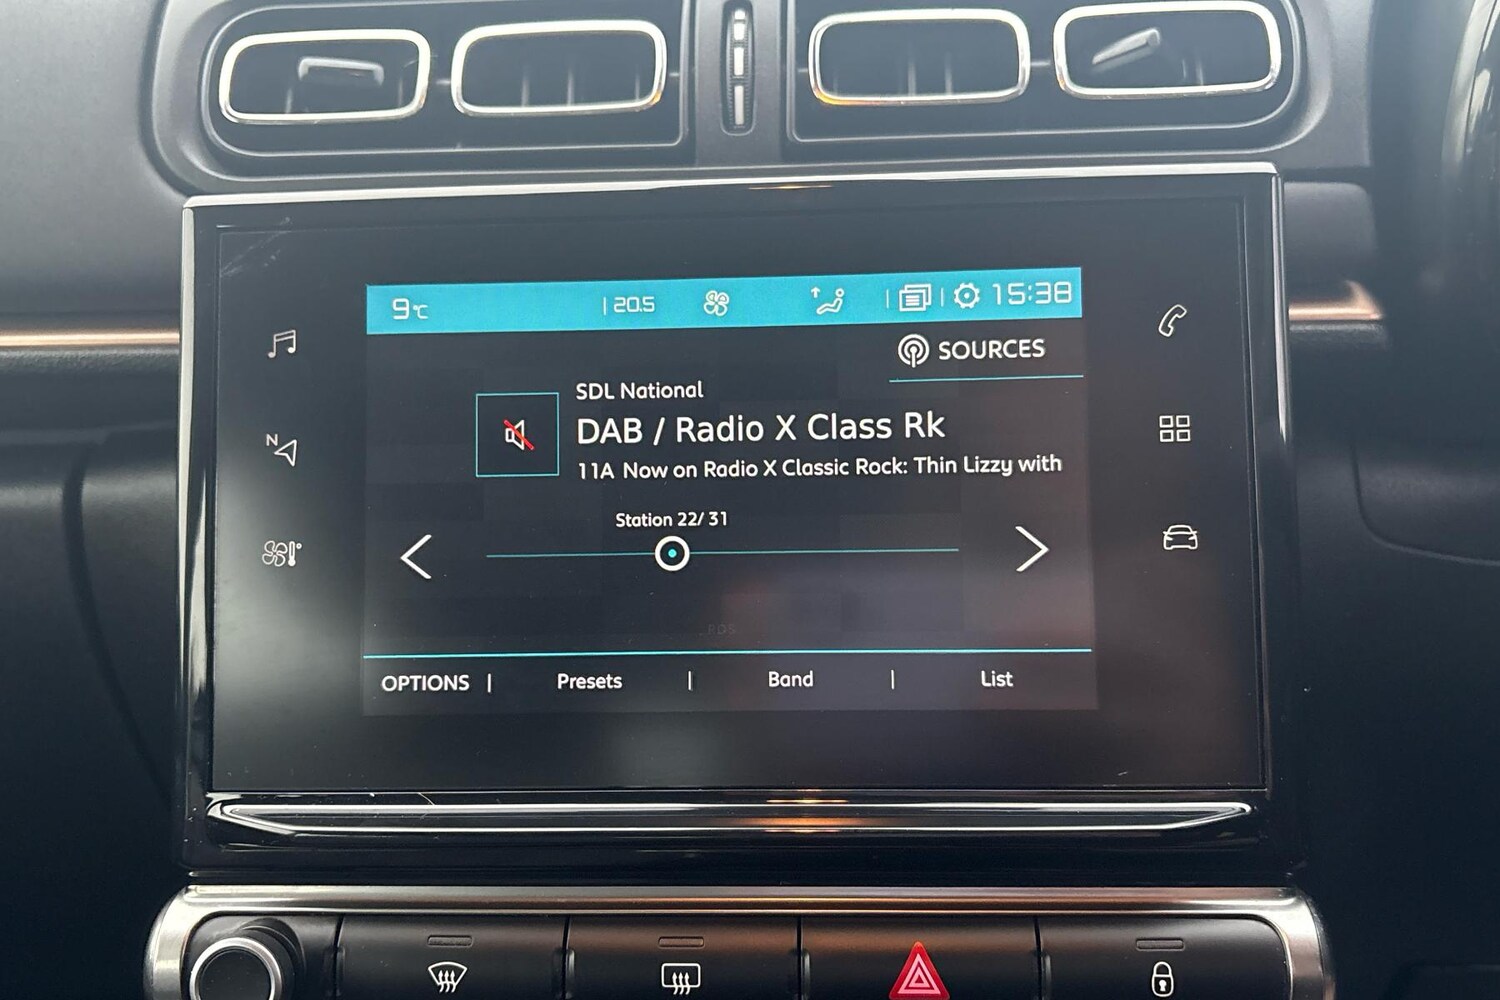 9°C | 20.5 | | 15:38
SOURCES
SDL National
DAB / Radio X Class Rk
11A Now on Radio X Classic Rock: Thin Lizzy with
Station 22/ 31
N
RDS
OPTIONS | Presets | Band | List